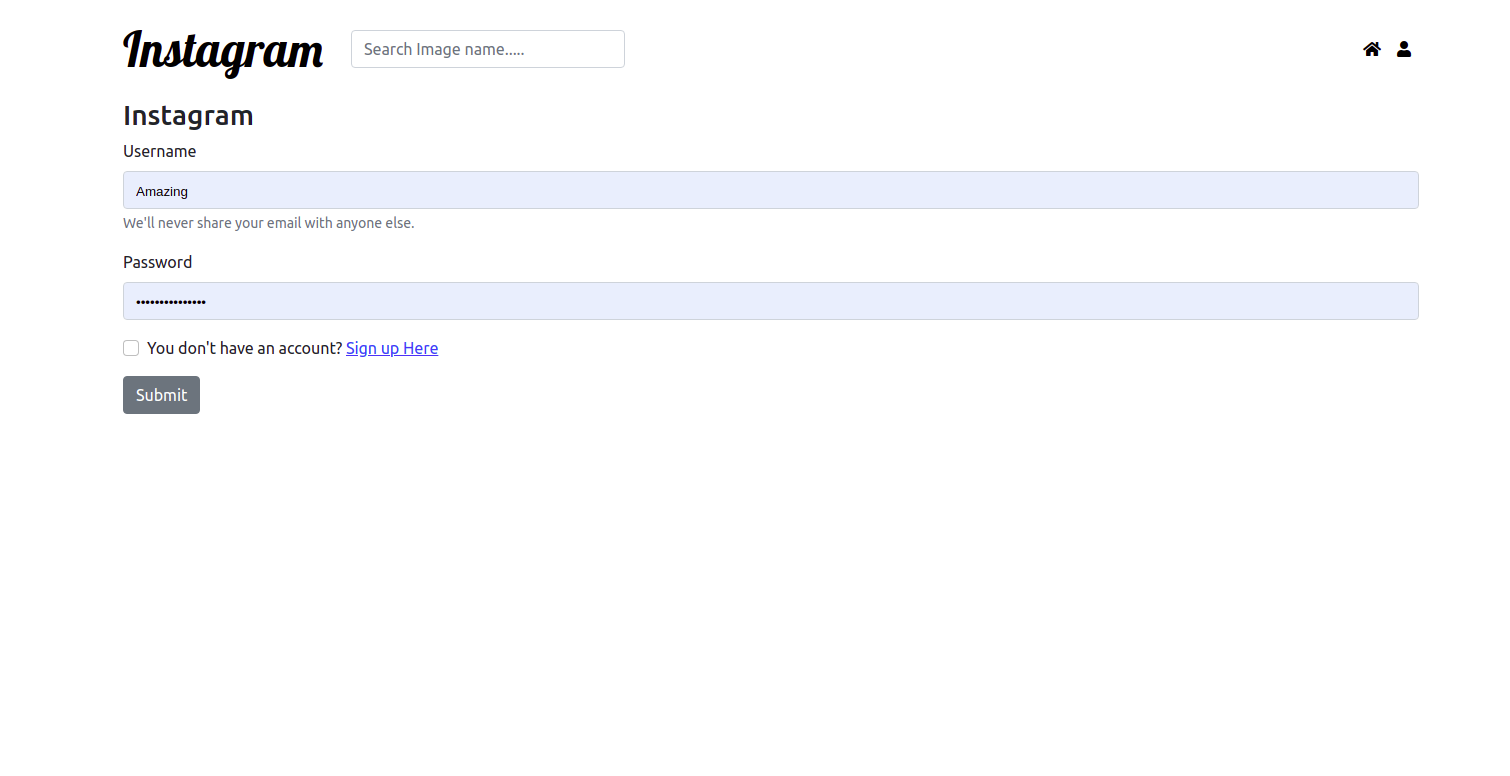 Instagram Search Image name.....
Instagram
Username
Amazing
We'll never share your email with anyone else.
Password
•••••••••••••••
You don't have an account? Sign up Here
Submit